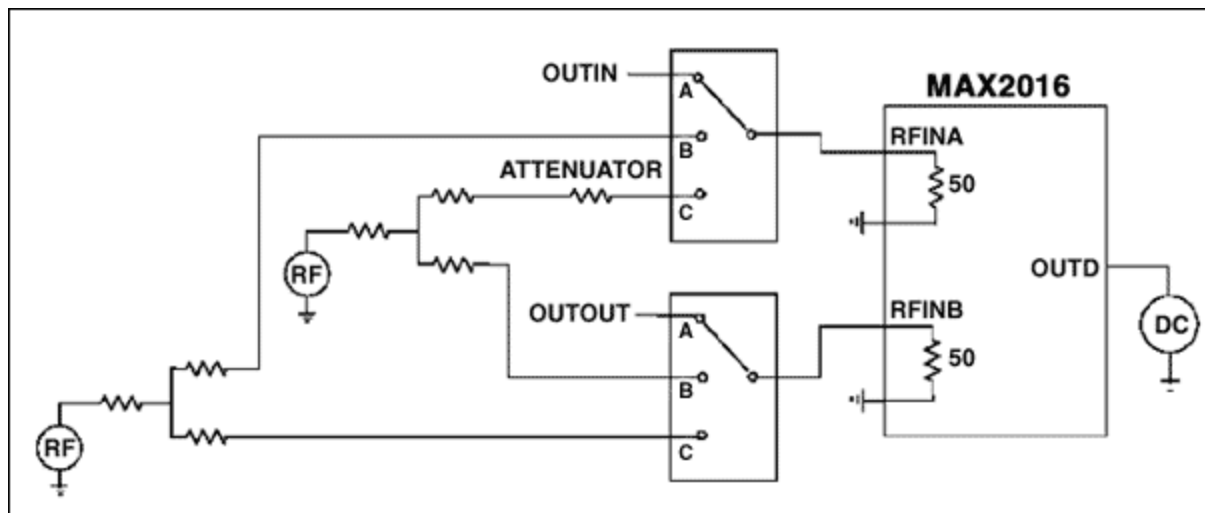 OUTIN
A
B
ATTENUATOR
C
RF
OUTOUT
A
B
C
RF
MAX2016
RFINA
50
OUTD
RFINB
50
DC